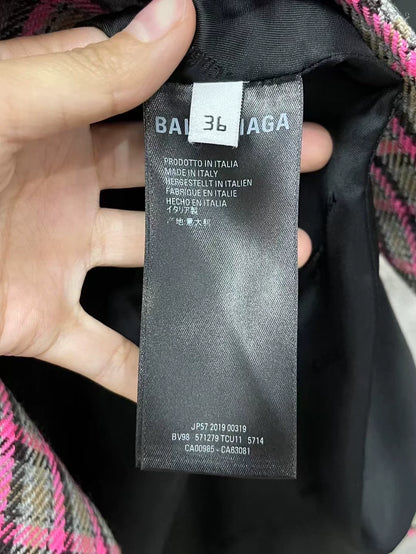 36
BAL IAGA
PRODOTTO IN ITALIA
MADE IN ITALY
HERGESTELLT IN ITALIEN
FABRIQUE EN ITALIE
HECHO EN ITALIA
イタリア製
产地:意大利
JP57 2019 00319
BV98 571279 TCU11 5714
CA00985 - CA63081